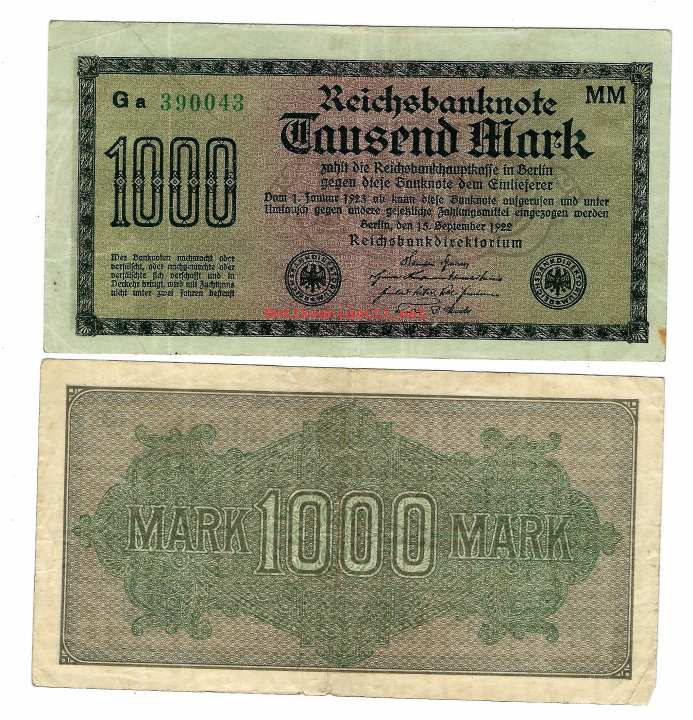 Ga 390043
MM
Reichsbanknote
Tausend Mark
1000
zahlt die Reichsbankhauptkasse in Berlin
gegen diese Banknote dem Einlieferer
Vom 1. Januar 1923 ab kann diese Banknote aufgerufen und unter
Umtausch gegen andere gesetzliche Zahlungsmittel eingezogen werden
Berlin, den 15. September 1922
Reichsbankdirektorium
Wer Banknoten nachmacht oder
verfälscht, oder nachgemachte oder
verfälschte sich verschafft und in
Verkehr bringt, wird mit Zuchthaus
nicht unter zwei Jahren bestraft
REICHSBANKDIREKTORIUM
REICHSBANKDIREKTORIUM
MARK 1000 MARK